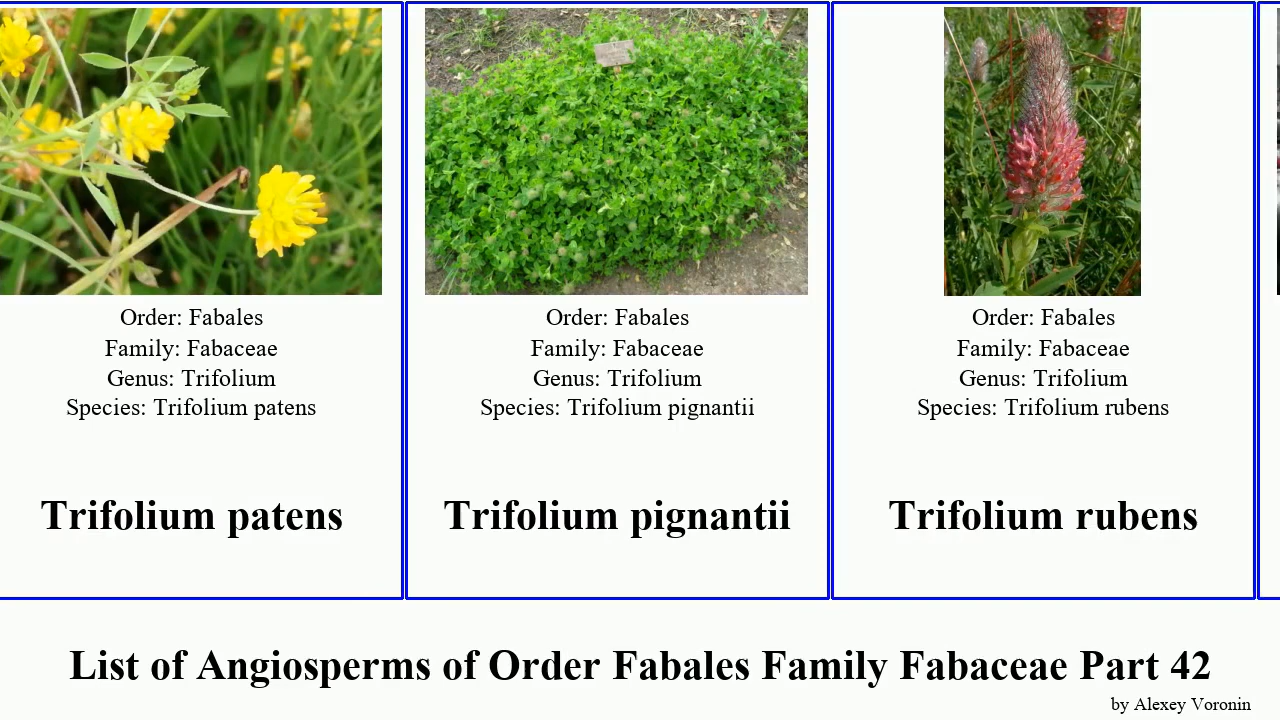 Order: Fabales
Family: Fabaceae
Genus: Trifolium
Species: Trifolium patens
Trifolium patens
Order: Fabales
Family: Fabaceae
Genus: Trifolium
Species: Trifolium pignantii
Trifolium pignantii
Order: Fabales
Family: Fabaceae
Genus: Trifolium
Species: Trifolium rubens
Trifolium rubens
List of Angiosperms of Order Fabales Family Fabaceae Part 42
by Alexey Voronin